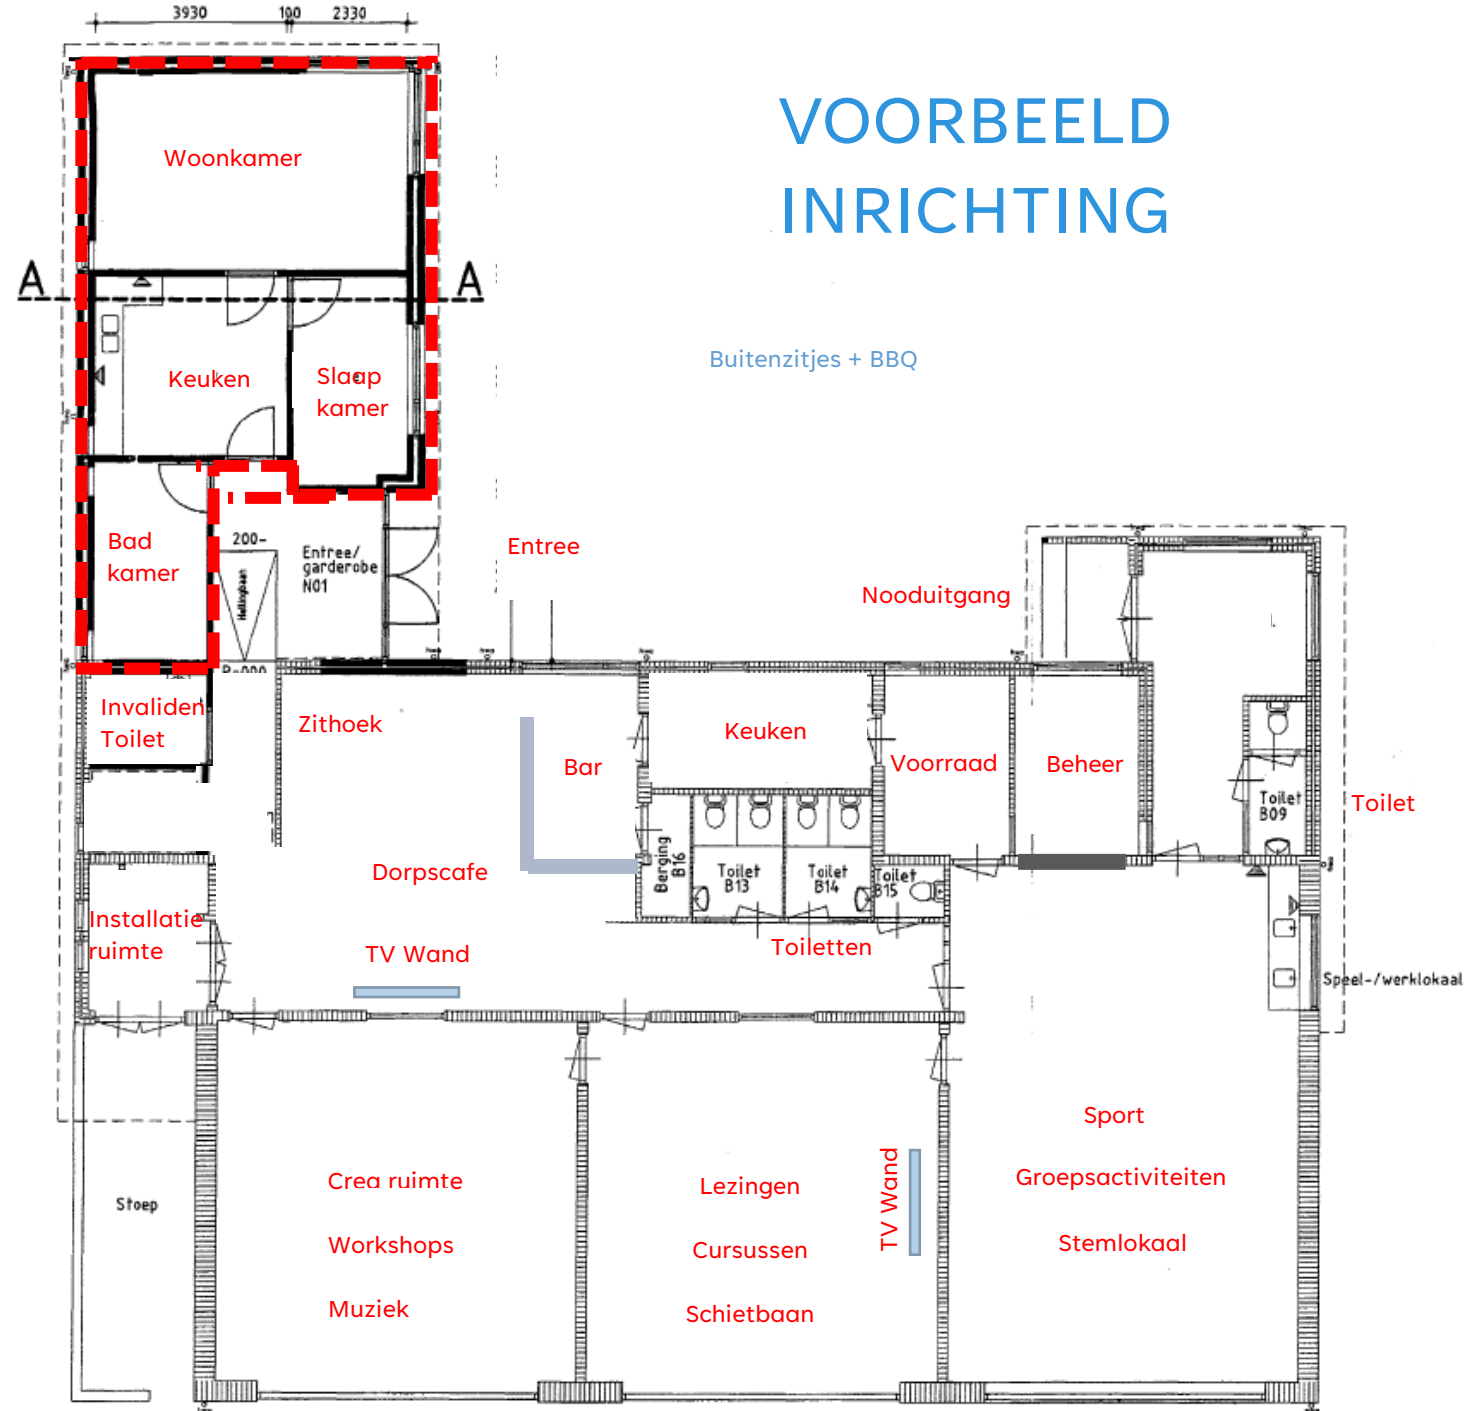 3930 100 2330
VOORBEELD
INRICHTING
Woonkamer
A A
Buitenzitjes + BBQ
Keuken
Slaap
kamer
Bad
kamer
200-
Hellingbaan
Entree/
garderobe
N01
Entree
Nooduitgang
Invaliden
Toilet
Zithoek
Bar
Keuken
Voorraad
Beheer
Toilet
B09
Toilet
Dorpscafe
Berging
B16
Toilet
B13
Toilet
B14
Toilet
B15
Installatie
ruimte
TV Wand
Toiletten
Speel-/werklokaal
Stoep
Crea ruimte
Workshops
Muziek
Lezingen
Cursussen
Schietbaan
TV Wand
Sport
Groepsactiviteiten
Stemlokaal